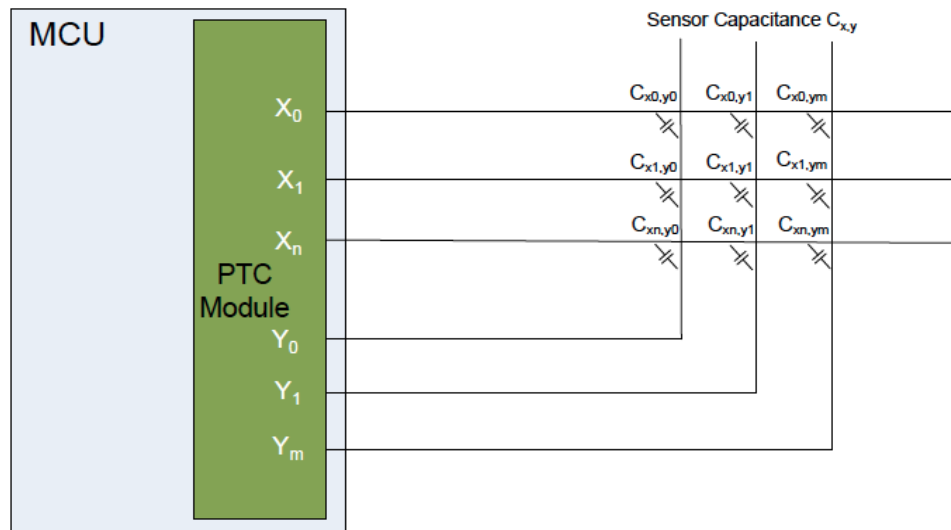 MCU
Sensor Capacitance Cx,y
X0
Cx0,y0 Cx0,y1 Cx0,ym
X1
Cx1,y0 Cx1,y1 Cx1,ym
Xn
Cxn,y0 Cxn,y1 Cxn,ym
PTC
Module
Y0
Y1
Ym